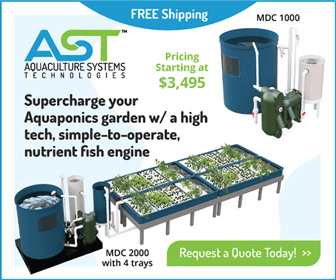 FREE Shipping
MDC 1000
AST™
AQUACULTURE SYSTEMS
TECHNOLOGIES
Pricing
Starting at
$3,495
Supercharge your
Aquaponics garden w/ a high
tech, simple-to-operate,
nutrient fish engine
MDC 2000
with 4 trays
Request a Quote Today! >>